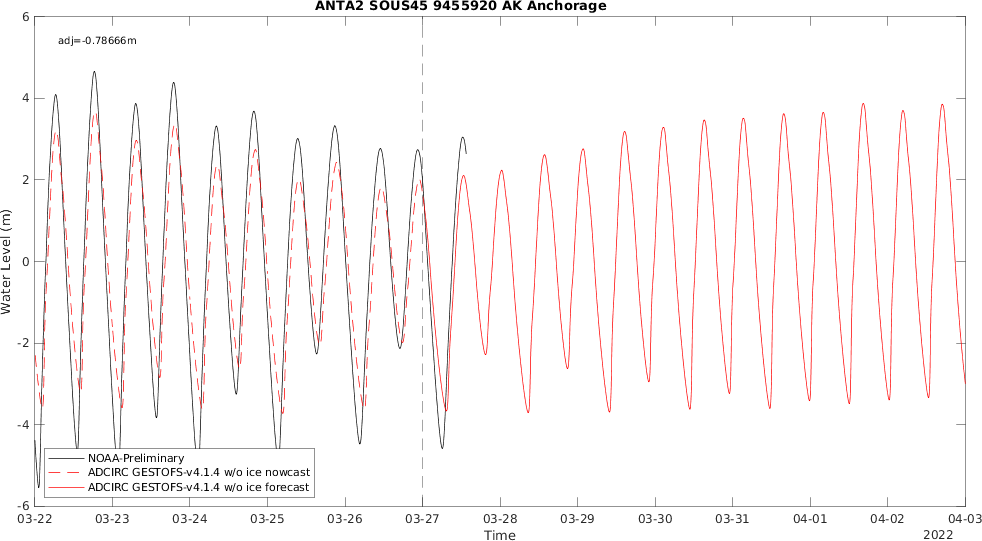 ANTA2 SOUS45 9455920 AK Anchorage
adj=-0.78666m
6
4
2
0
-2
-4
-6
Water Level (m)
NOAA-Preliminary
ADCIRC GESTOFS-v4.1.4 w/o ice nowcast
ADCIRC GESTOFS-v4.1.4 w/o ice forecast
03-22 03-23 03-24 03-25 03-26 03-27 03-28 03-29 03-30 03-31 04-01 04-02 04-03
Time
2022